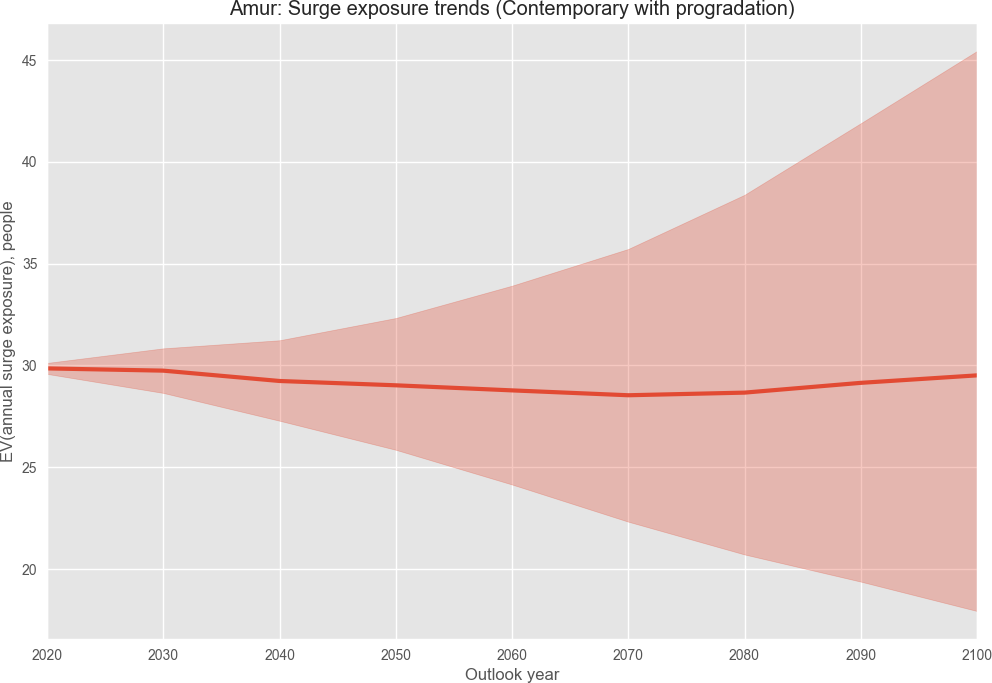 Amur: Surge exposure trends (Contemporary with progradation)
EV(annual surge exposure), people
45
40
35
30
25
20
2020 2030 2040 2050 2060 2070 2080 2090 2100
Outlook year